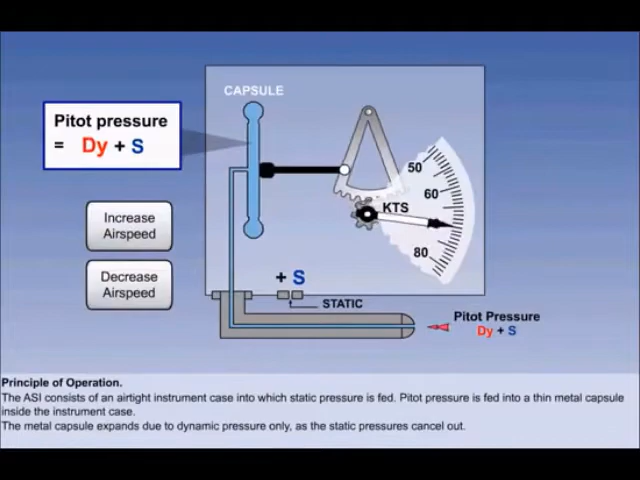 CAPSULE
Pitot pressure
= Dy + S
50
60
KTS
80
Increase
Airspeed
Decrease
Airspeed
+ S
STATIC
Pitot Pressure
Dy + S
Principle of Operation.
The ASI consists of an airtight instrument case into which static pressure is fed. Pitot pressure is fed into a thin metal capsule
inside the instrument case.
The metal capsule expands due to dynamic pressure only, as the static pressures cancel out.